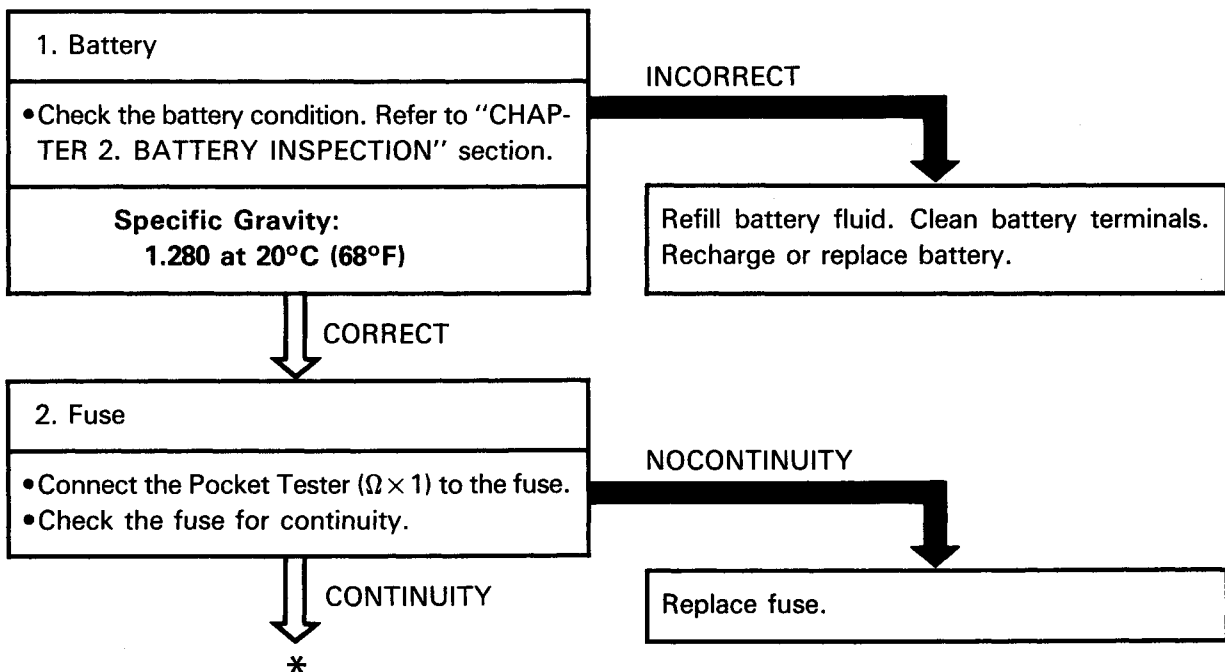 1. Battery
•Check the battery condition. Refer to "CHAP-
TER 2. BATTERY INSPECTION" section.
Specific Gravity:
1.280 at 20°C (68°F)
INCORRECT
Refill battery fluid. Clean battery terminals.
Recharge or replace battery.
CORRECT
2. Fuse
•Connect the Pocket Tester (Ω × 1) to the fuse.
•Check the fuse for continuity.
NOCONTINUITY
Replace fuse.
CONTINUITY
*